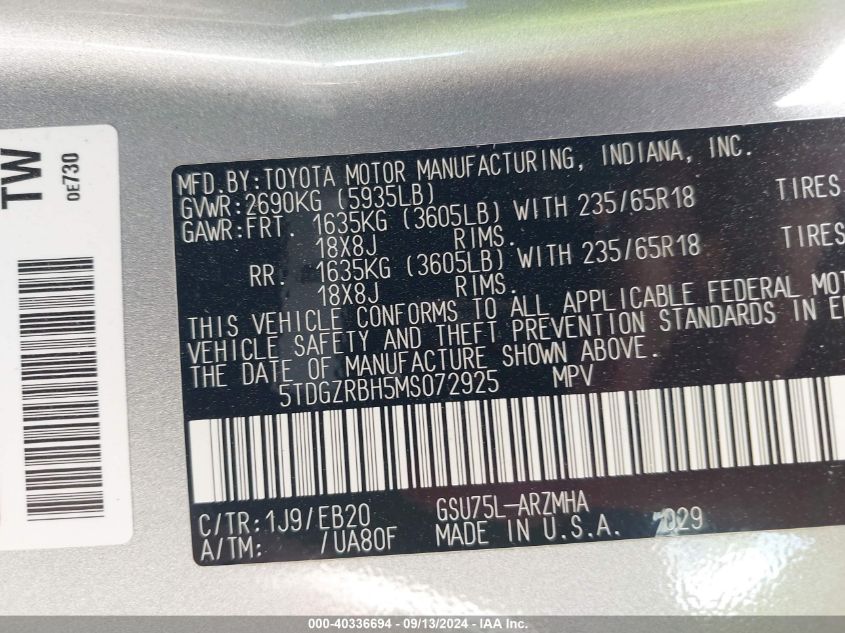 TW
0E730
MFD.BY:TOYOTA MOTOR MANUFACTURING, INDIANA, INC.
GVWR:2690KG (5935LB)
GAWR:FRT. 1635KG (3605LB) WITH 235/65R18 TIRES
18X8J RIMS.
RR. 1635KG (3605LB) WITH 235/65R18 TIRES
18X8J RIMS.
THIS VEHICLE CONFORMS TO ALL APPLICABLE FEDERAL MOT
VEHICLE SAFETY AND THEFT PREVENTION STANDARDS IN E
THE DATE OF MANUFACTURE SHOWN ABOVE.
5TDGZRBH5MS072925 MPV
C/TR:1J9/EB20 GSU75L-ARZMHA
A/TM: /UA80F MADE IN U.S.A. 029
000-40336694 - 09/13/2024 - IAA Inc.